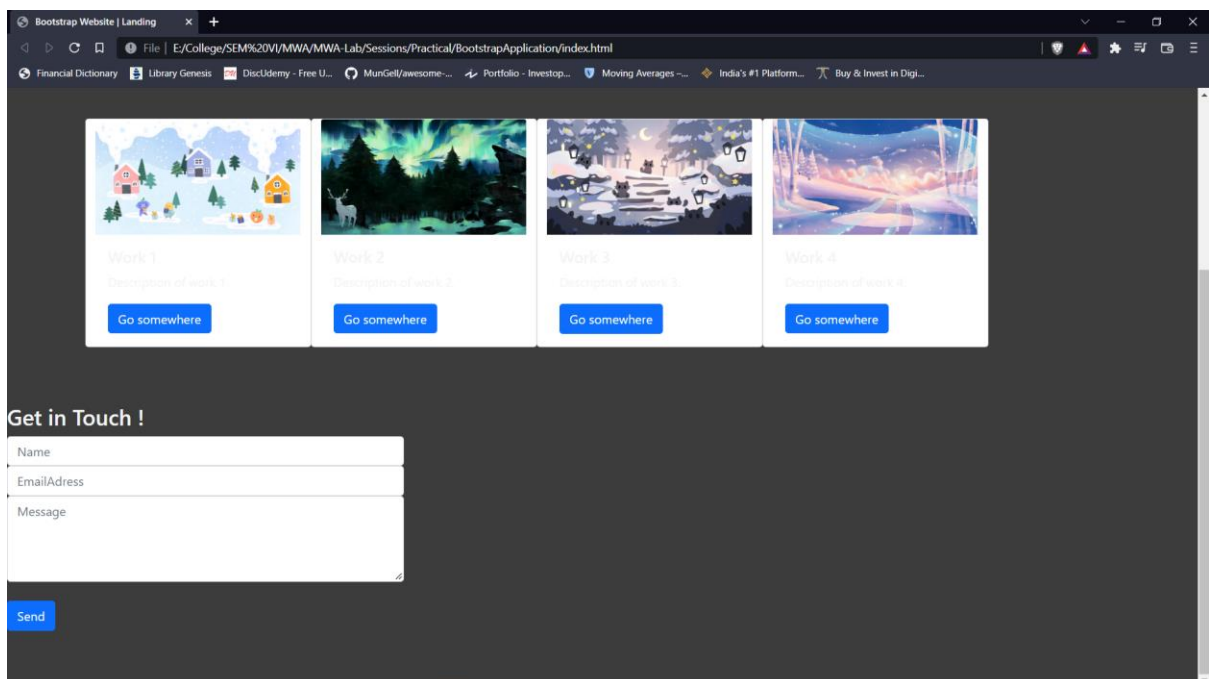 Bootstrap Website | Landing
File | E:/College/SEM%20VI/MWA/MWA-Lab/Sessions/Practical/BootstrapApplication/index.html
Financial Dictionary Library Genesis DiscUdemy - Free U... MunGell/awesome-... Portfolio - Investop... Moving Averages –... India's #1 Platform... Buy & Invest in Digi...
Work 1 Work 2 Work 3 Work 4
Description of work 1. Description of work 2. Description of work 3. Description of work 4.
Go somewhere Go somewhere Go somewhere Go somewhere
Get in Touch !
Name
EmailAdress
Message
Send